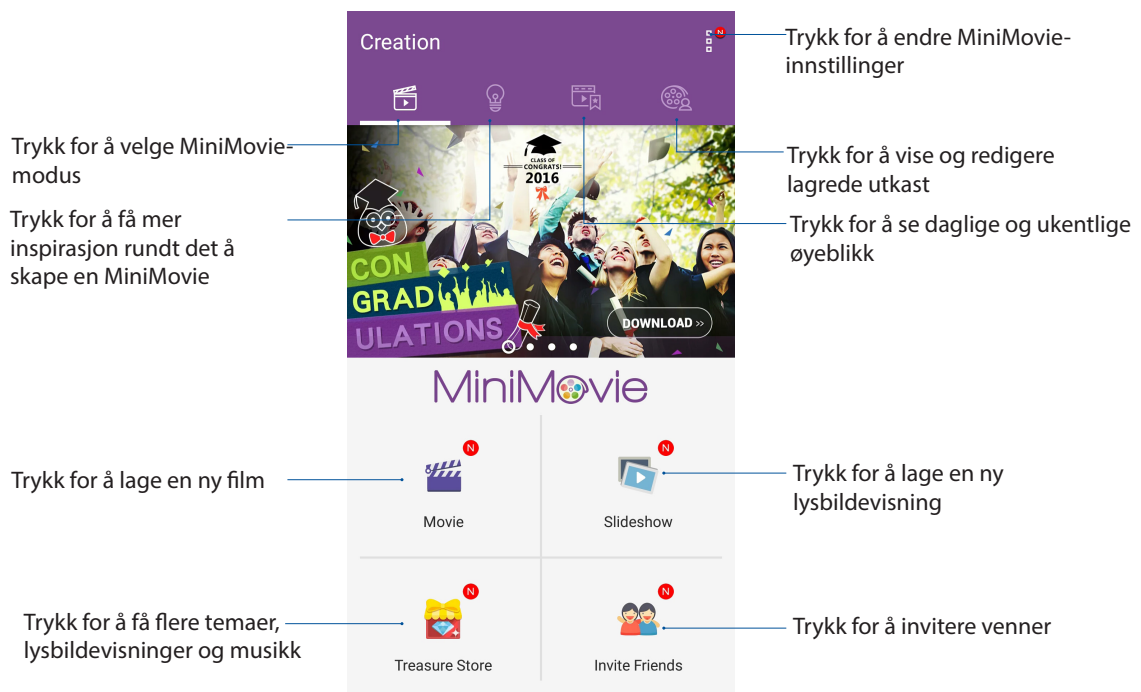 Creation
N
Trykk for å endre MiniMovie-
innstillinger
Trykk for å velge MiniMovie-
modus
Trykk for å få mer
inspirasjon rundt det å
skape en MiniMovie
CLASS OF
CONGRATS!
2016
CON
GRAD
ULATIONS
DOWNLOAD »
Trykk for å vise og redigere
lagrede utkast
Trykk for å se daglige og ukentlige
øyeblikk
MiniMovie
Trykk for å lage en ny film
N
Movie
N
Slideshow
Trykk for å lage en ny
lysbildevisning
Trykk for å få flere temaer,
lysbildevisninger og musikk
N
Treasure Store
N
Invite Friends
Trykk for å invitere venner